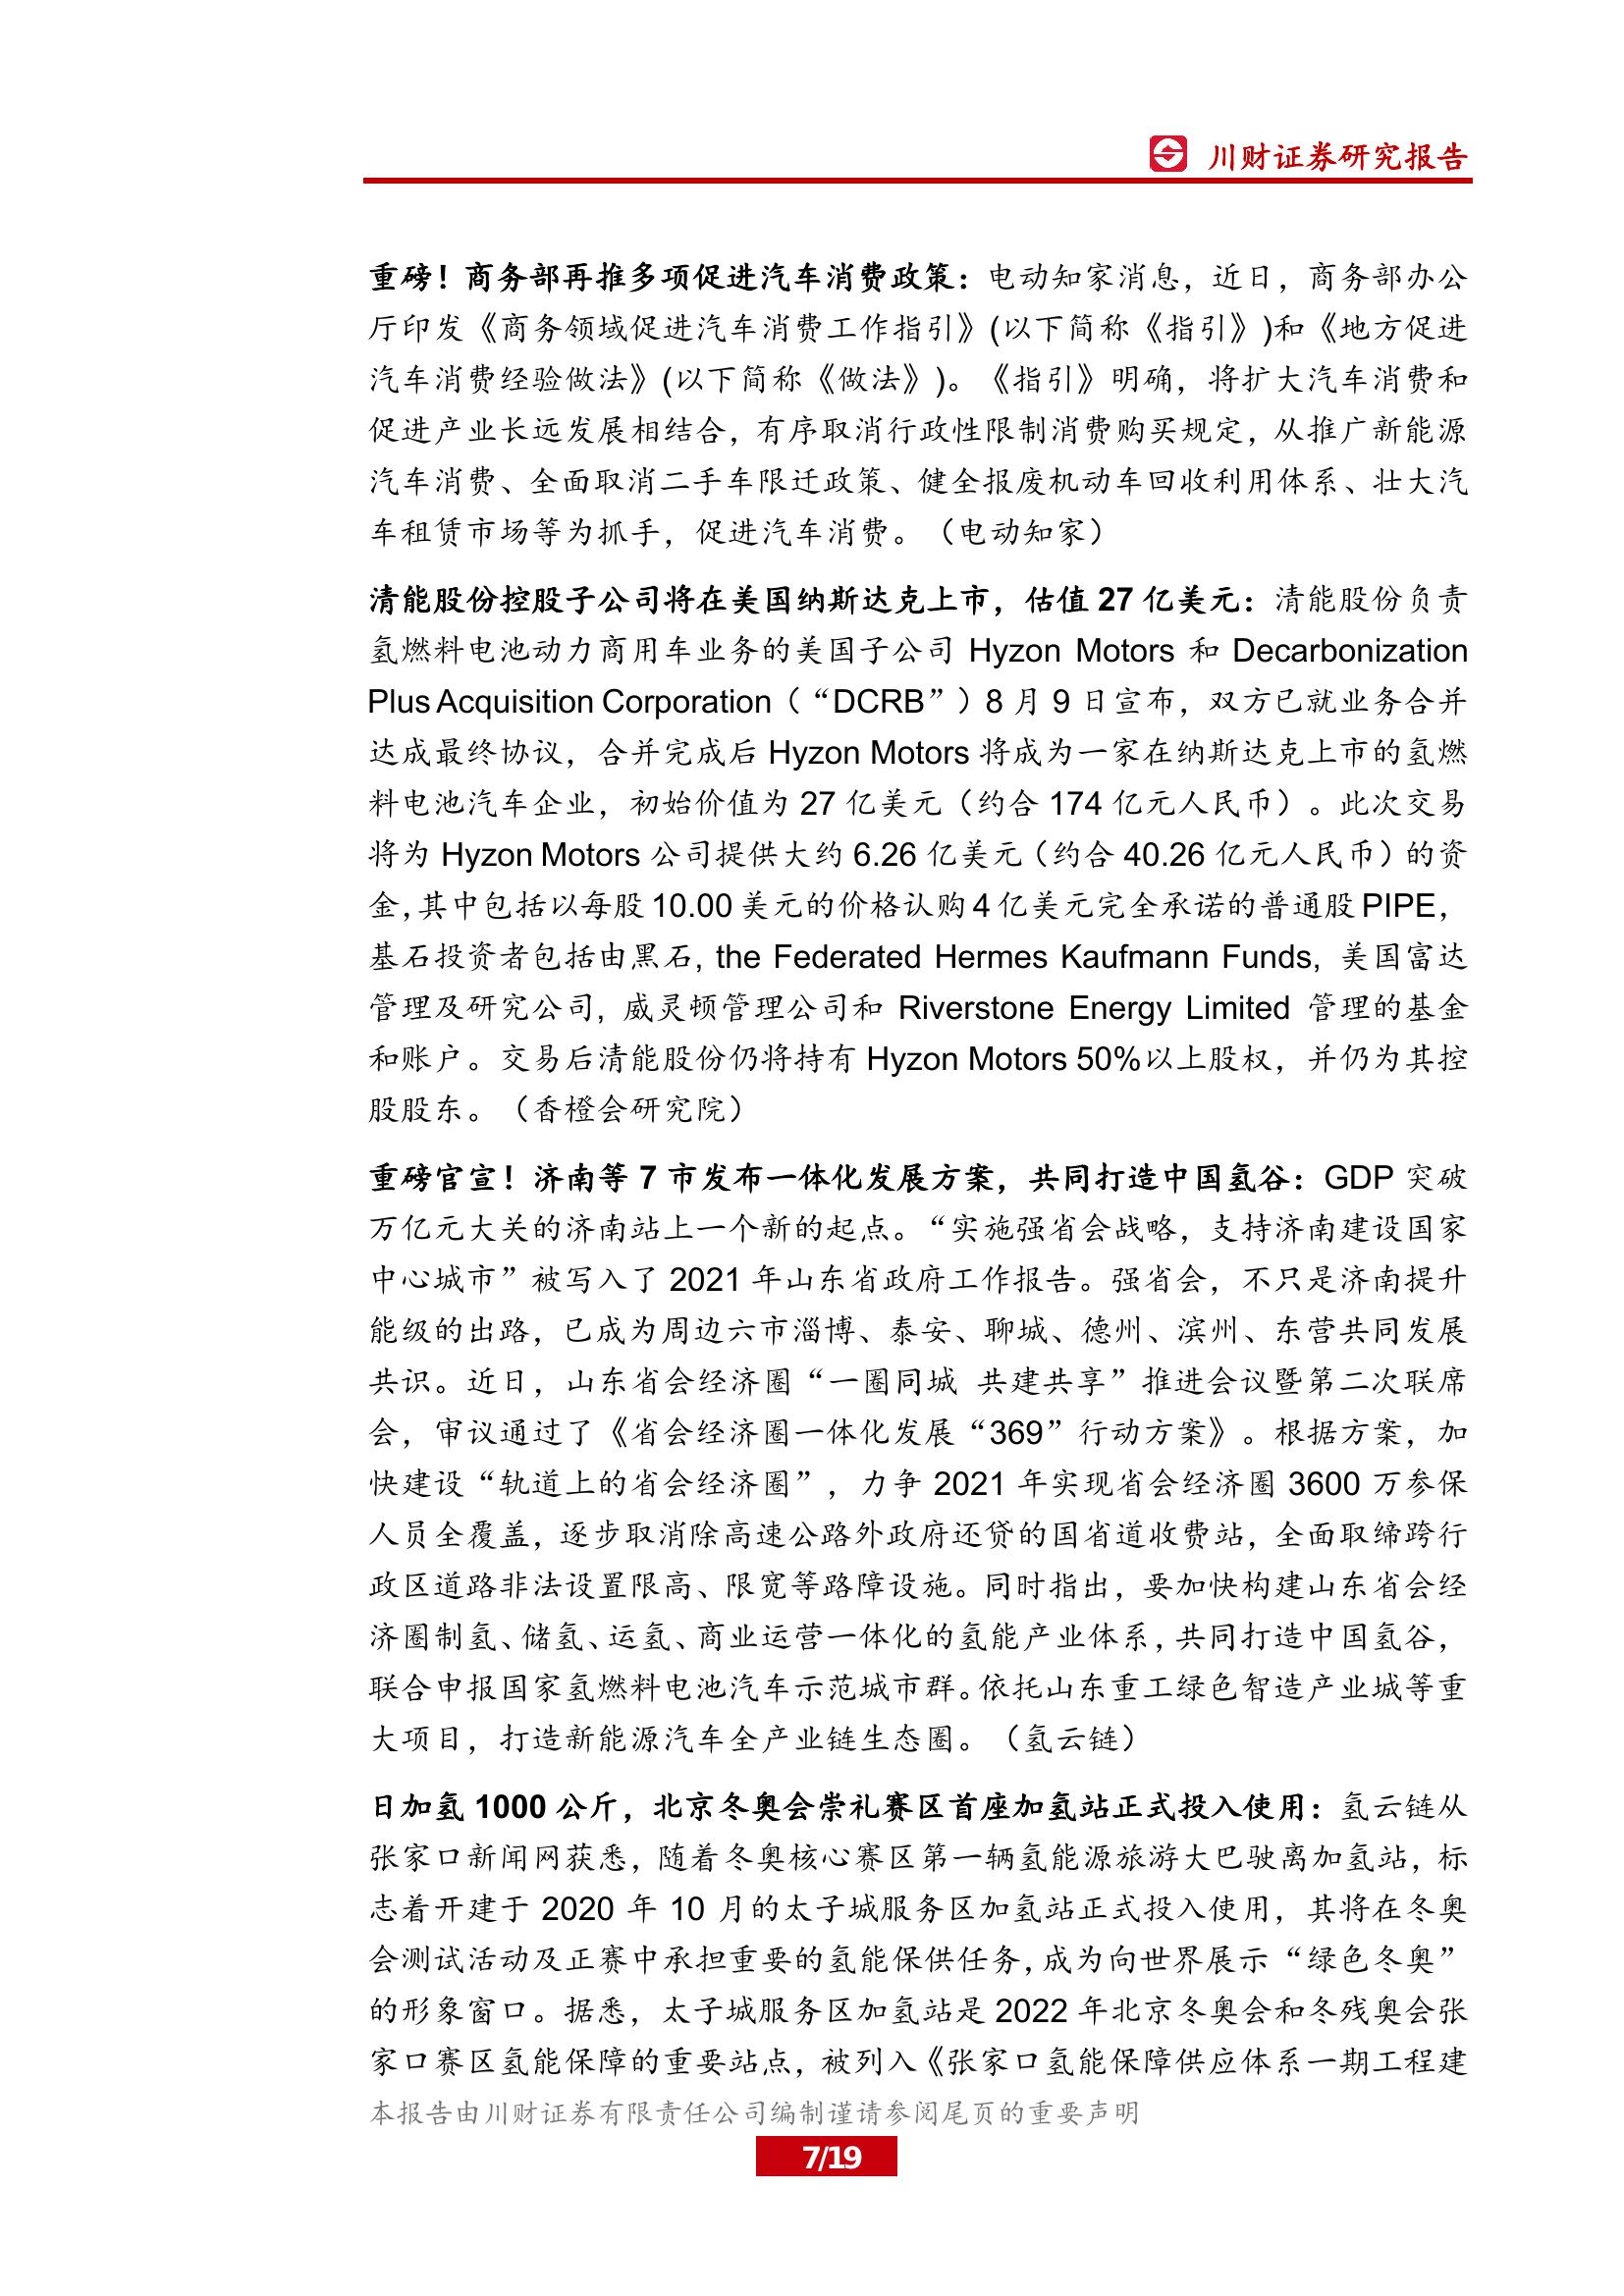 川财证券研究报告
重磅！商务部再推多项促进汽车消费政策：电动知家消息，近日，商务部办公
厅印发《商务领域促进汽车消费工作指引》(以下简称《指引》)和《地方促进
汽车消费经验做法》(以下简称《做法》)。《指引》明确，将扩大汽车消费和
促进产业长远发展相结合，有序取消行政性限制消费购买规定，从推广新能源
汽车消费、全面取消二手车限迁政策、健全报废机动车回收利用体系、壮大汽
车租赁市场等为抓手，促进汽车消费。（电动知家）
清能股份控股子公司将在美国纳斯达克上市，估值 27 亿美元：清能股份负责
氢燃料电池动力商用车业务的美国子公司 Hyzon Motors 和 Decarbonization
Plus Acquisition Corporation（“DCRB”）8 月 9 日宣布，双方已就业务合并
达成最终协议，合并完成后 Hyzon Motors 将成为一家在纳斯达克上市的氢燃
料电池汽车企业，初始价值为 27 亿美元（约合 174 亿元人民币）。此次交易
将为 Hyzon Motors 公司提供大约 6.26 亿美元（约合 40.26 亿元人民币）的资
金，其中包括以每股 10.00 美元的价格认购 4 亿美元完全承诺的普通股 PIPE，
基石投资者包括由黑石, the Federated Hermes Kaufmann Funds, 美国富达
管理及研究公司, 威灵顿管理公司和 Riverstone Energy Limited 管理的基金
和账户。交易后清能股份仍将持有 Hyzon Motors 50%以上股权，并仍为其控
股股东。（香橙会研究院）
重磅官宣！济南等 7 市发布一体化发展方案，共同打造中国氢谷：GDP 突破
万亿元大关的济南站上一个新的起点。“实施强省会战略，支持济南建设国家
中心城市”被写入了 2021 年山东省政府工作报告。强省会，不只是济南提升
能级的出路，已成为周边六市淄博、泰安、聊城、德州、滨州、东营共同发展
共识。近日，山东省会经济圈“一圈同城 共建共享”推进会议暨第二次联席
会，审议通过了《省会经济圈一体化发展“369”行动方案》。根据方案，加
快建设“轨道上的省会经济圈”，力争 2021 年实现省会经济圈 3600 万参保
人员全覆盖，逐步取消除高速公路外政府还贷的国省道收费站，全面取缔跨行
政区道路非法设置限高、限宽等路障设施。同时指出，要加快构建山东省会经
济圈制氢、储氢、运氢、商业运营一体化的氢能产业体系，共同打造中国氢谷，
联合申报国家氢燃料电池汽车示范城市群。依托山东重工绿色智造产业城等重
大项目，打造新能源汽车全产业链生态圈。（氢云链）
日加氢 1000 公斤，北京冬奥会崇礼赛区首座加氢站正式投入使用：氢云链从
张家口新闻网获悉，随着冬奥核心赛区第一辆氢能源旅游大巴驶离加氢站，标
志着开建于 2020 年 10 月的太子城服务区加氢站正式投入使用，其将在冬奥
会测试活动及正赛中承担重要的氢能保供任务，成为向世界展示“绿色冬奥”
的形象窗口。据悉，太子城服务区加氢站是 2022 年北京冬奥会和冬残奥会张
家口赛区氢能保障的重要站点，被列入《张家口氢能保障供应体系一期工程建
本报告由川财证券有限责任公司编制谨请参阅尾页的重要声明
7/19